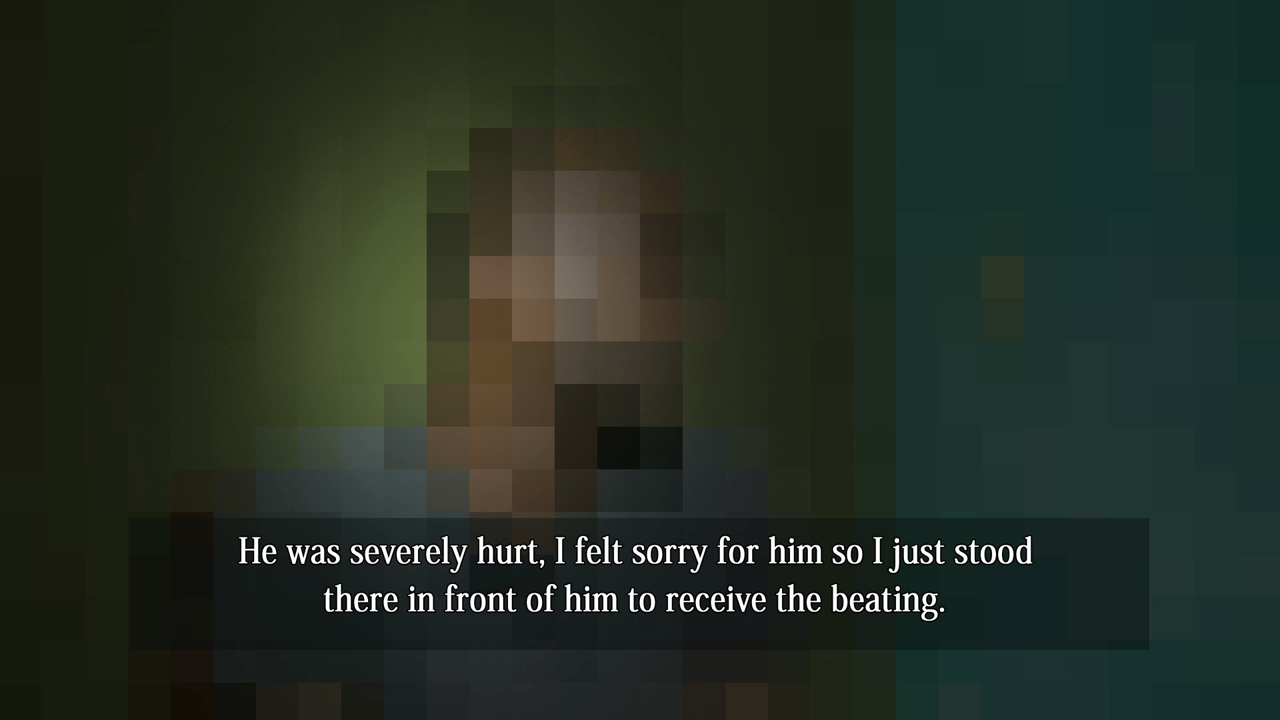 He was severely hurt, I felt sorry for him so I just stood
there in front of him to receive the beating.